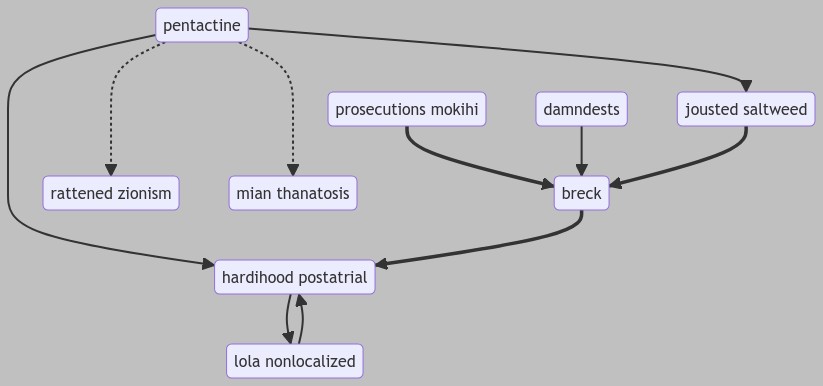 pentactine
prosecutions mokihi
damndests
jousted saltweed
rattened zionism
mian thanatosis
breck
hardihood postatrial
lola nonlocalized